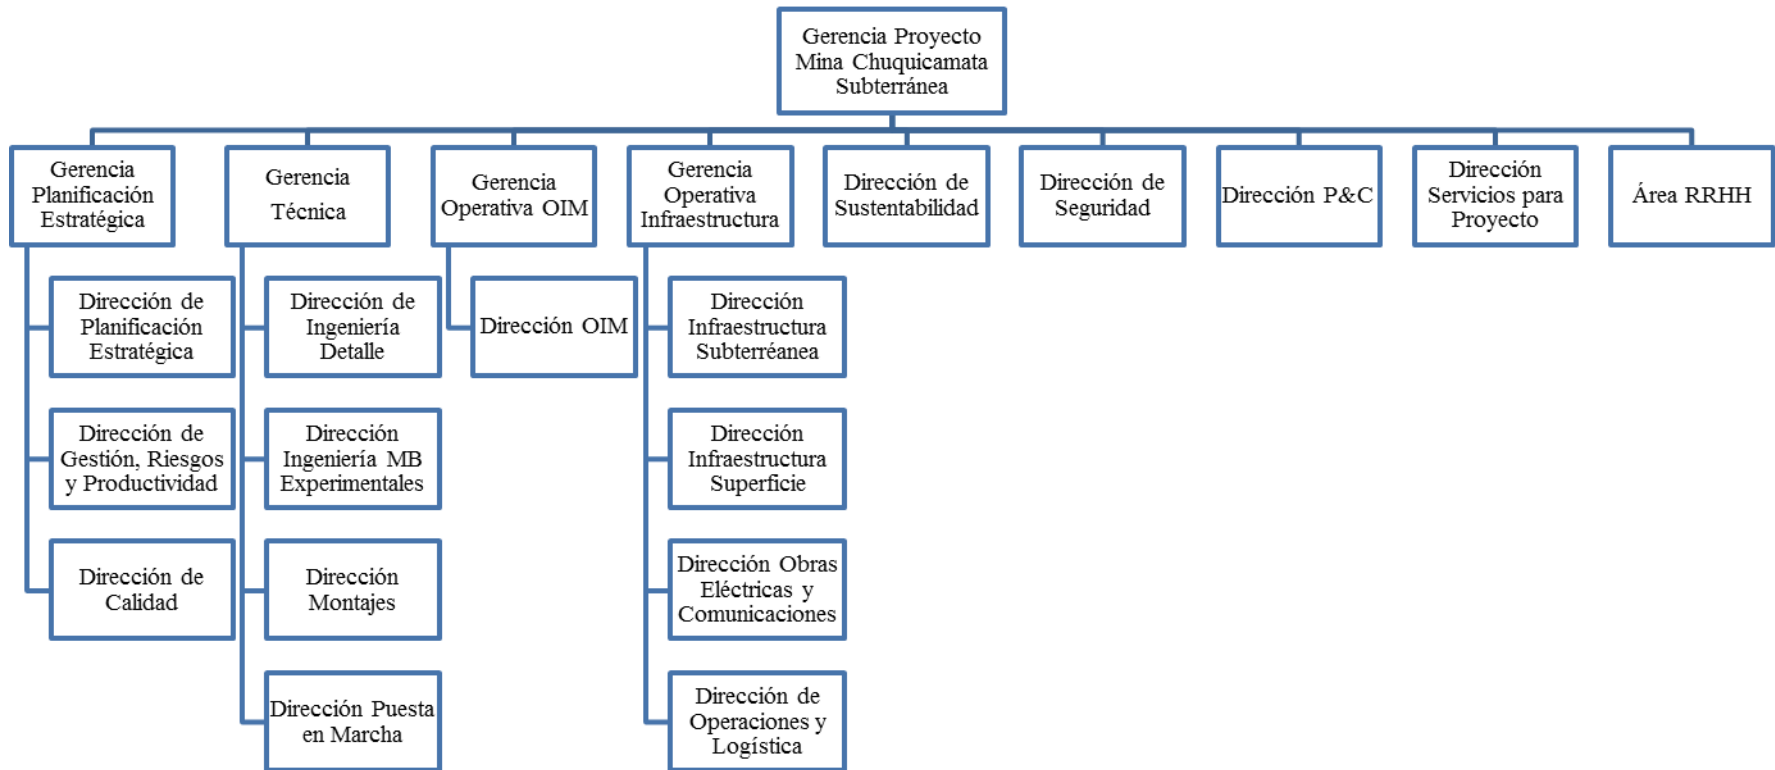 Gerencia Proyecto
Mina Chuquicamata
Subterránea
Gerencia
Planificación
Estratégica
Gerencia
Técnica
Gerencia
Operativa OIM
Gerencia
Operativa
Infraestructura
Dirección de
Sustentabilidad
Dirección de
Seguridad
Dirección P&C
Dirección
Servicios para
Proyecto
Área RRHH
Dirección de
Planificación
Estratégica
Dirección de
Ingeniería
Detalle
Dirección OIM
Dirección
Infraestructura
Subterréanea
Dirección de
Gestión, Riesgos
y Productividad
Dirección
Ingeniería MB
Experimentales
Dirección
Infraestructura
Superficie
Dirección de
Calidad
Dirección
Montajes
Dirección Obras
Eléctricas y
Comunicaciones
Dirección Puesta
en Marcha
Dirección de
Operaciones y
Logística